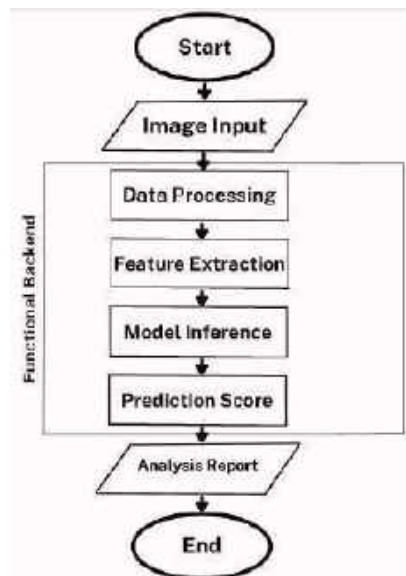 Start
Image Input
Functional Backend
Data Processing
Feature Extraction
Model Inference
Prediction Score
Analysis Report
End